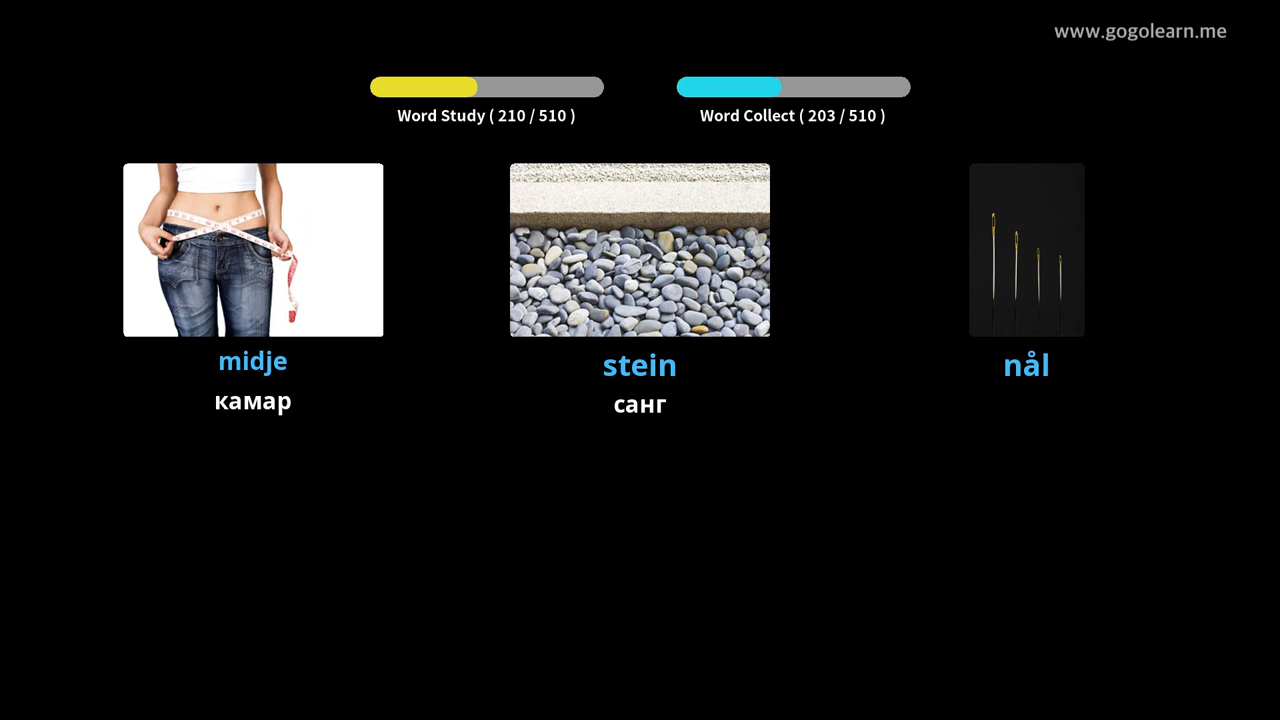 www.gogolearn.me
Word Study ( 210 / 510 )
Word Collect ( 203 / 510 )
midje
камар
stein
санг
nål